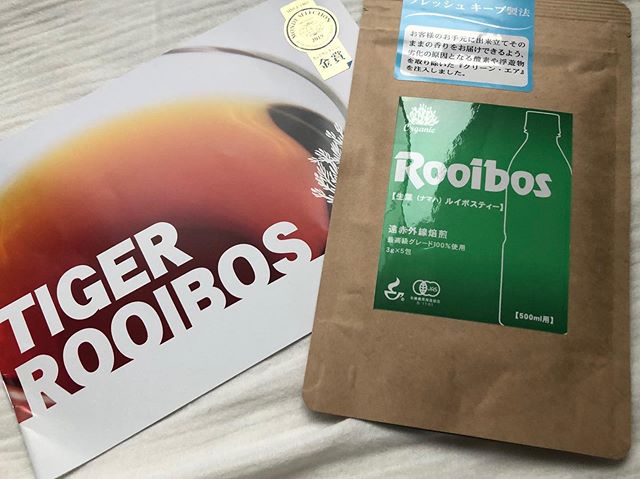 金賞
TIGER
ROOIBOS
フレッシュ キープ製法
お客様のお手元に出来立てその
ままの香りをお届けできるよう、
劣化の原因となる酸素や浮遊物
を取り除いた『クリーン・エア』
を注入しました。
Organic
Rooibos
【生葉（ナマハ）ルイボスティー】
遠赤外線焙煎
最高級グレード100%使用
3g×5包
JAS
【500ml用】